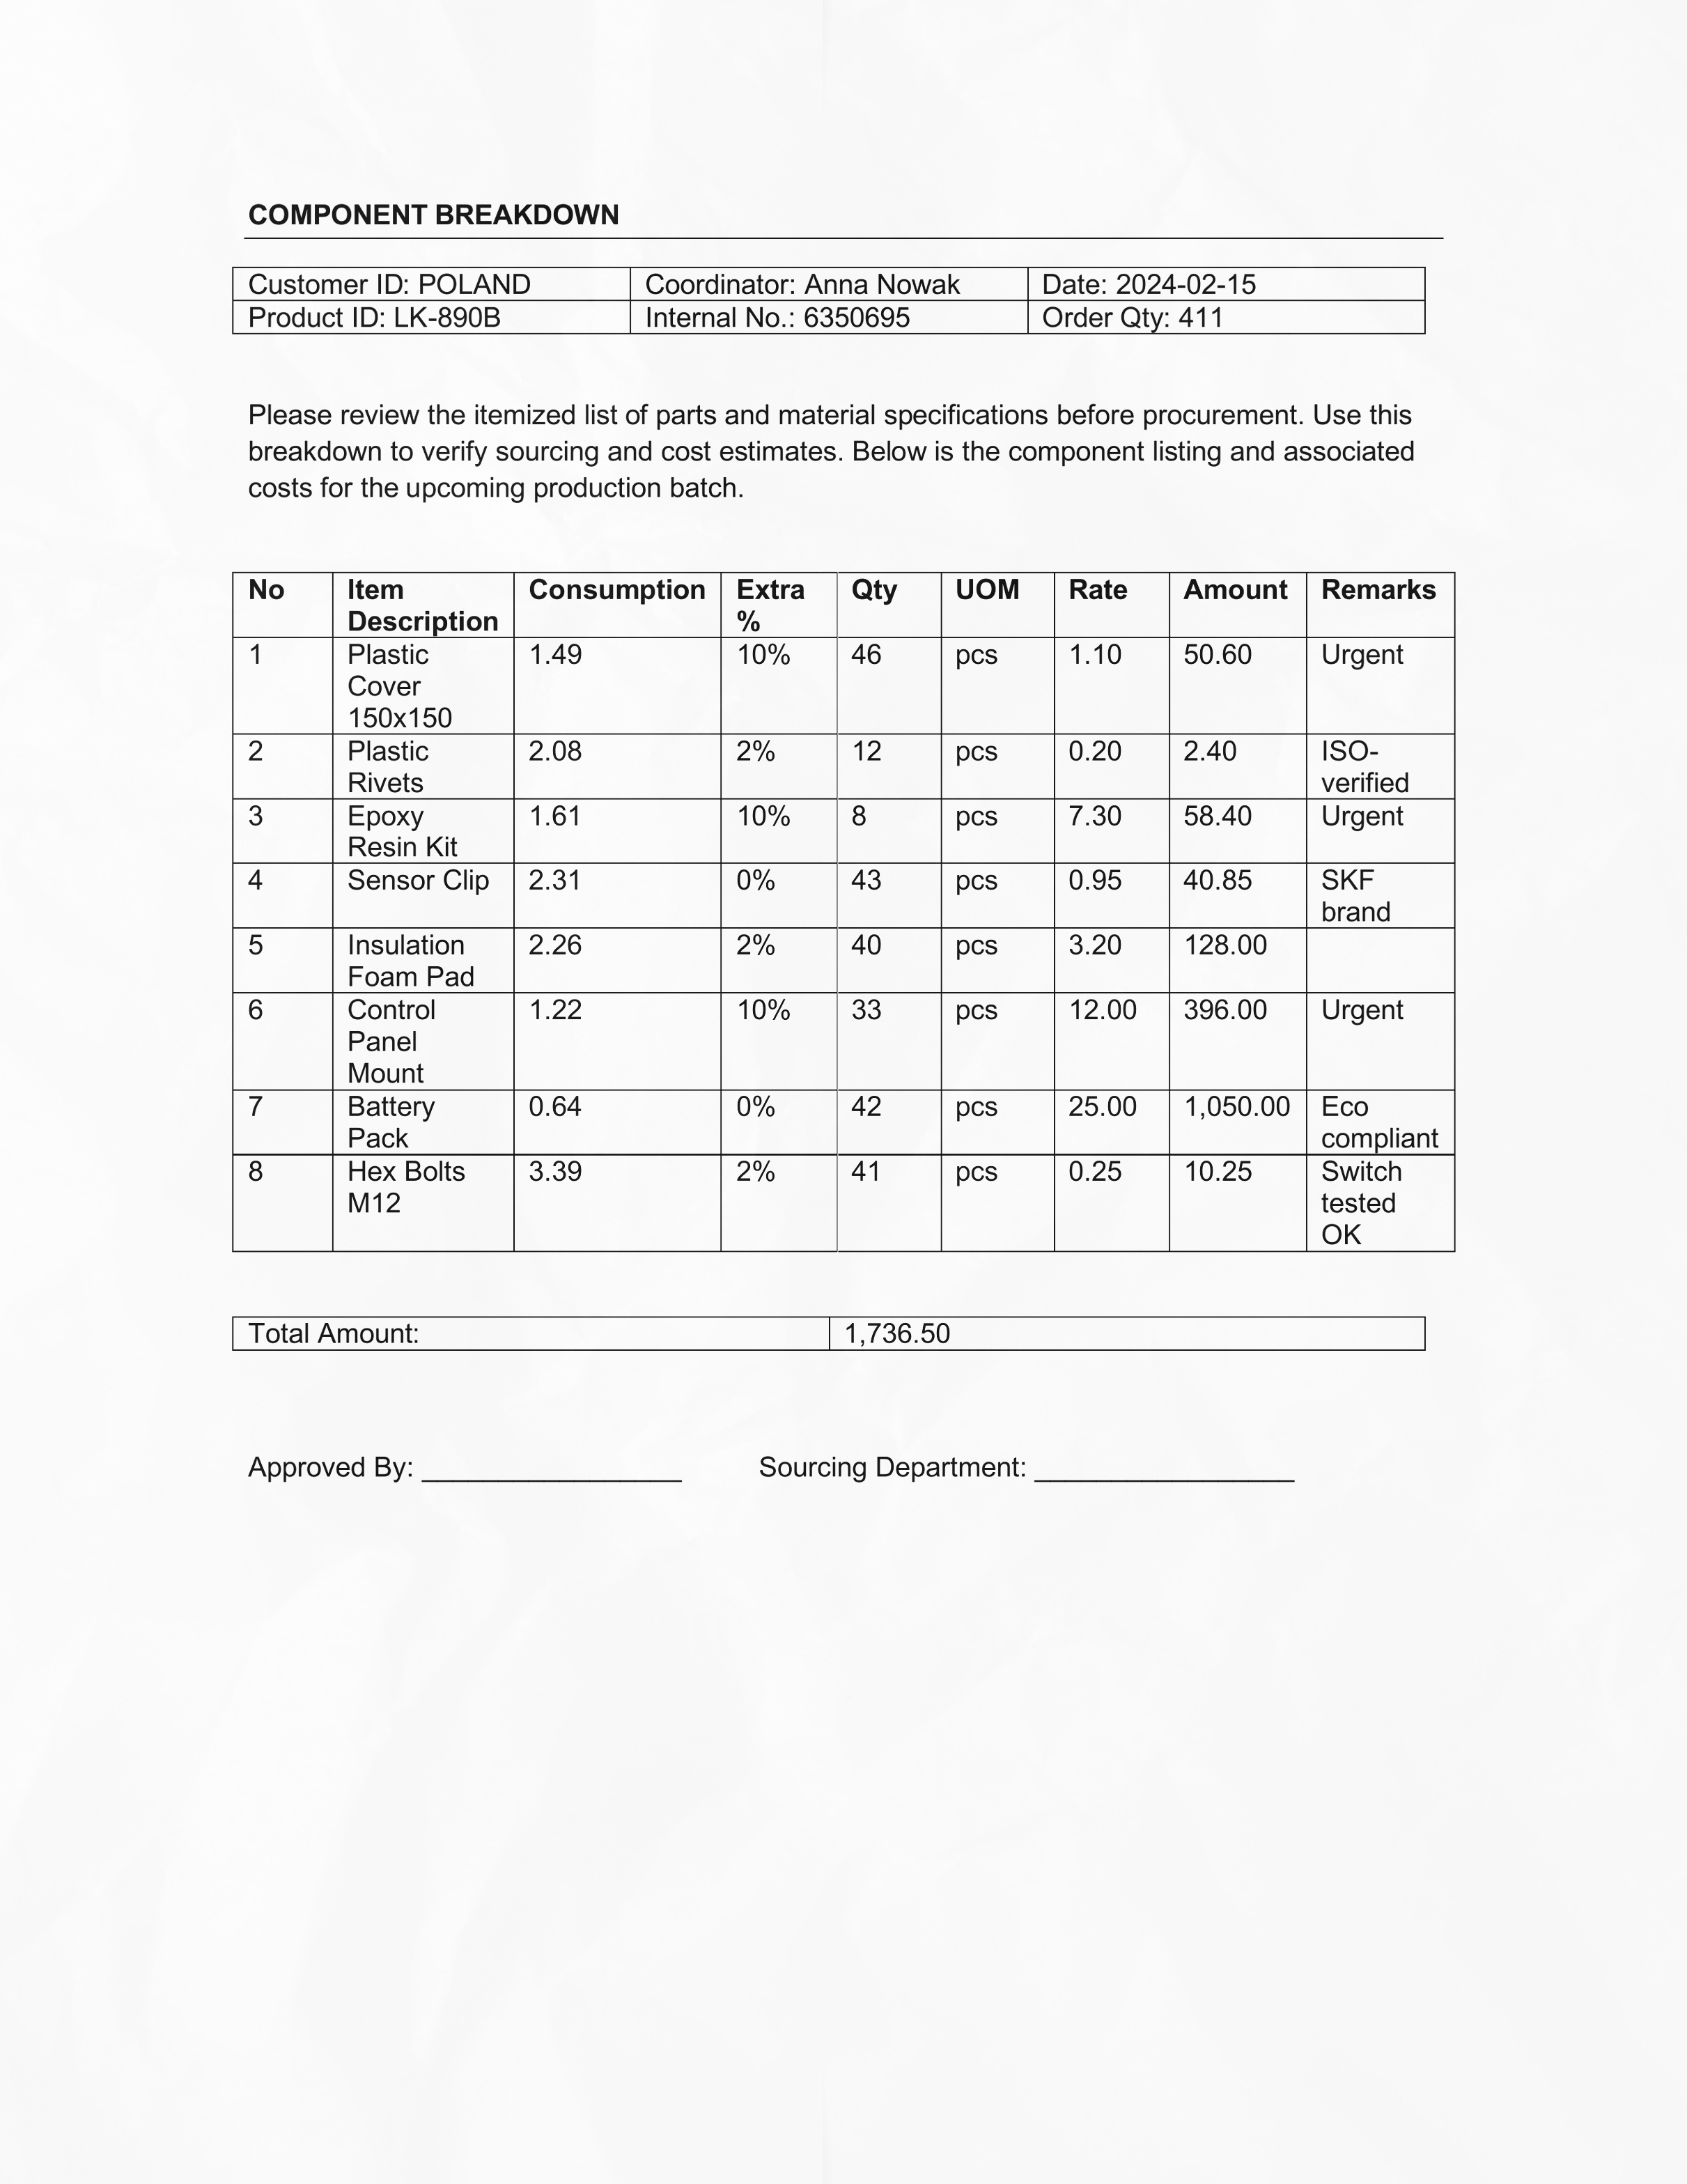 COMPONENT BREAKDOWN
Customer ID: POLAND Coordinator: Anna Nowak Date: 2024-02-15
Product ID: LK-890B Internal No.: 6350695 Order Qty: 411
Please review the itemized list of parts and material specifications before procurement. Use this
breakdown to verify sourcing and cost estimates. Below is the component listing and associated
costs for the upcoming production batch.
No Item Consumption Extra Qty UOM Rate Amount Remarks
Description %
1 Plastic 1.49 10% 46 pcs 1.10 50.60 Urgent
Cover
150x150
2 Plastic 2.08 2% 12 pcs 0.20 2.40 ISO-
Rivets verified
3 Epoxy 1.61 10% 8 pcs 7.30 58.40 Urgent
Resin Kit
4 Sensor Clip 2.31 0% 43 pcs 0.95 40.85 SKF
brand
5 Insulation 2.26 2% 40 pcs 3.20 128.00
Foam Pad
6 Control 1.22 10% 33 pcs 12.00 396.00 Urgent
Panel
Mount
7 Battery 0.64 0% 42 pcs 25.00 1,050.00 Eco
Pack compliant
8 Hex Bolts 3.39 2% 41 pcs 0.25 10.25 Switch
M12 tested
OK
Total Amount: 1,736.50
Approved By: _________________ Sourcing Department: _________________